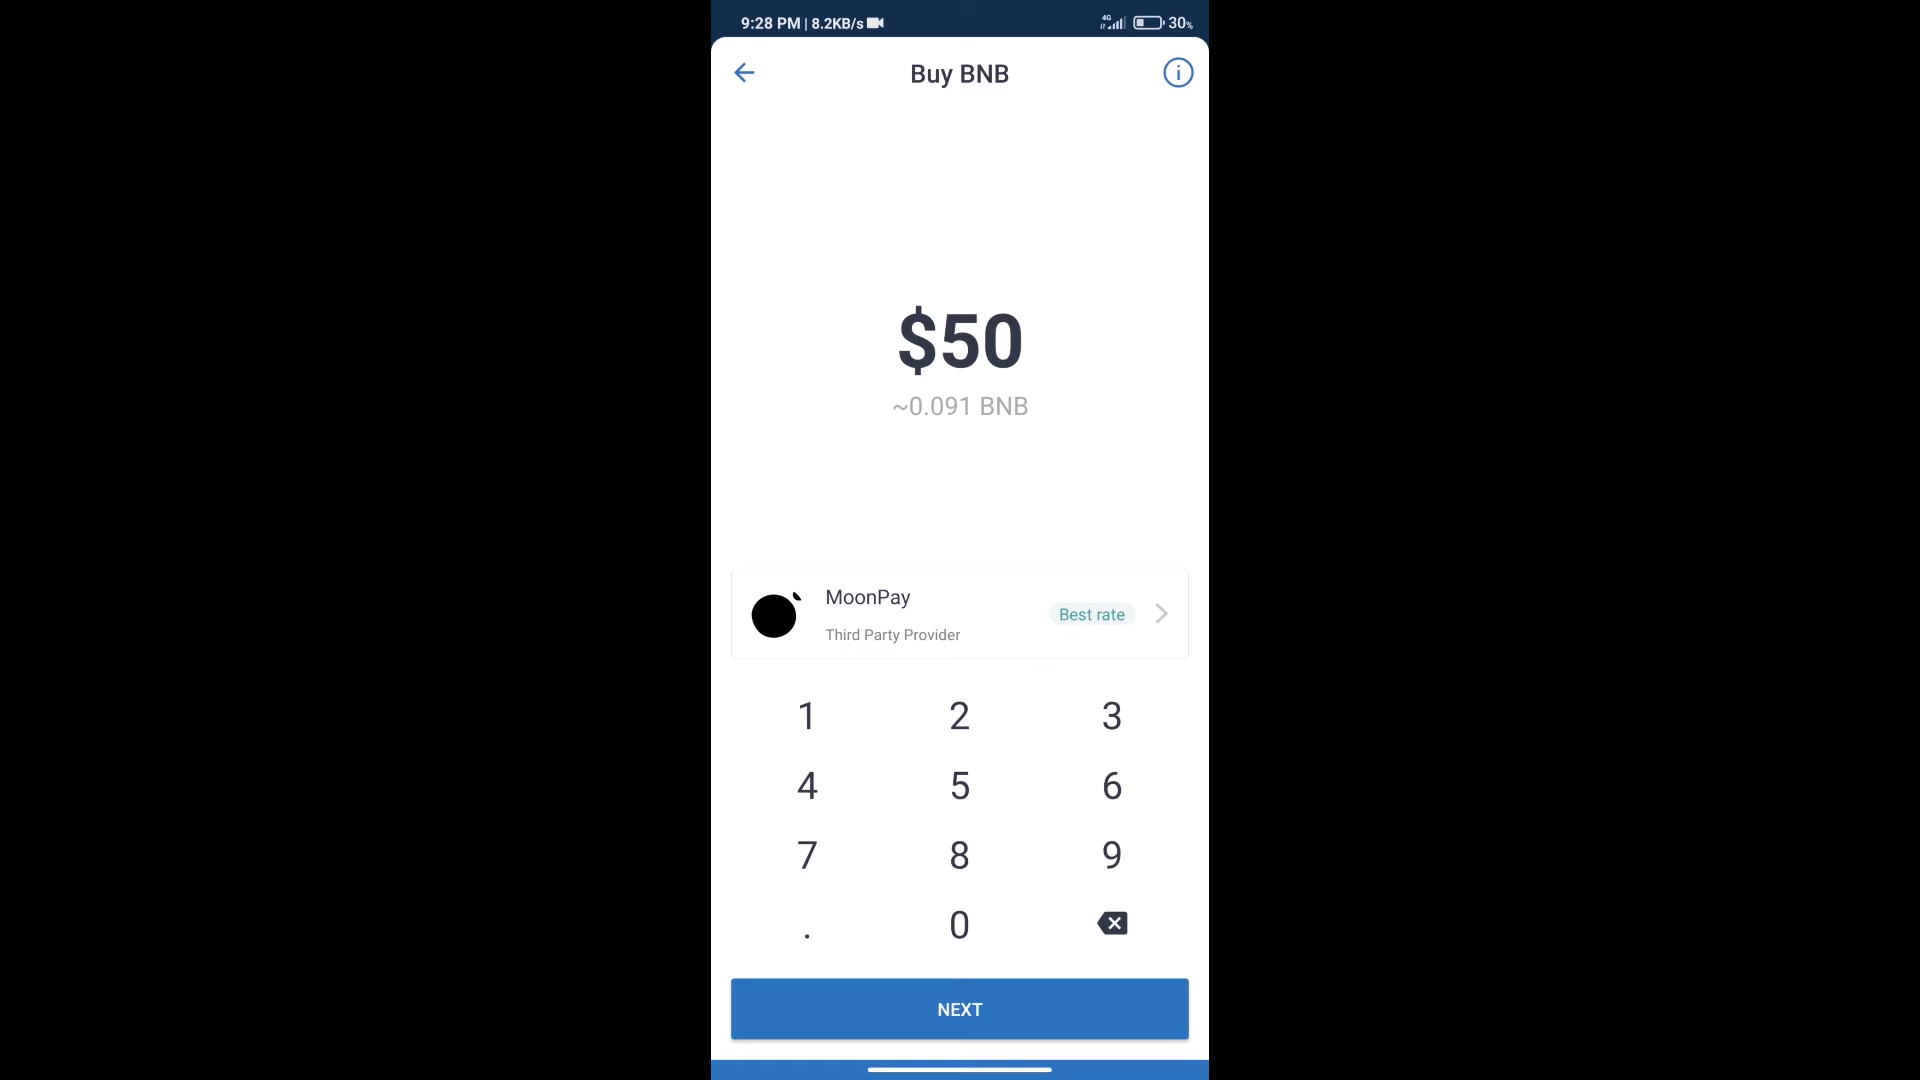 9:28 PM | 8.2KB/s 4G 30%
Buy BNB
$50
~0.091 BNB
MoonPay
Best rate
Third Party Provider
1 2 3
4 5 6
7 8 9
. 0
NEXT